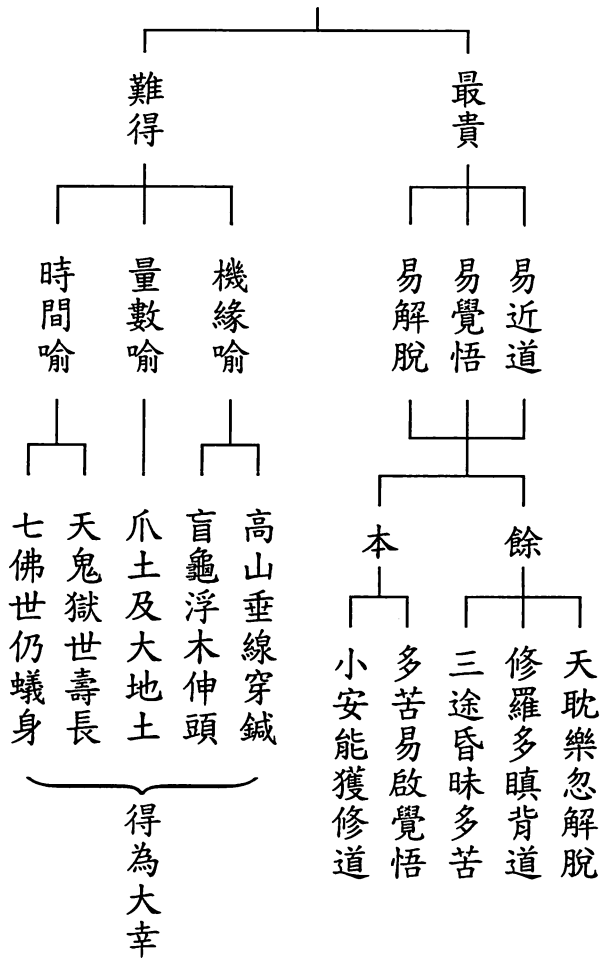 最貴
易近道
易覺悟
易解脫
餘
天耽樂忽解脫
修羅多瞋背道
三途昏昧多苦
本
多苦易啟覺悟
小安能獲修道
難得
機緣喻
高山垂線穿鍼
盲龜浮木伸頭
量數喻
爪土及大地土
時間喻
天鬼獄世壽長
七佛世仍蟻身
得為大幸